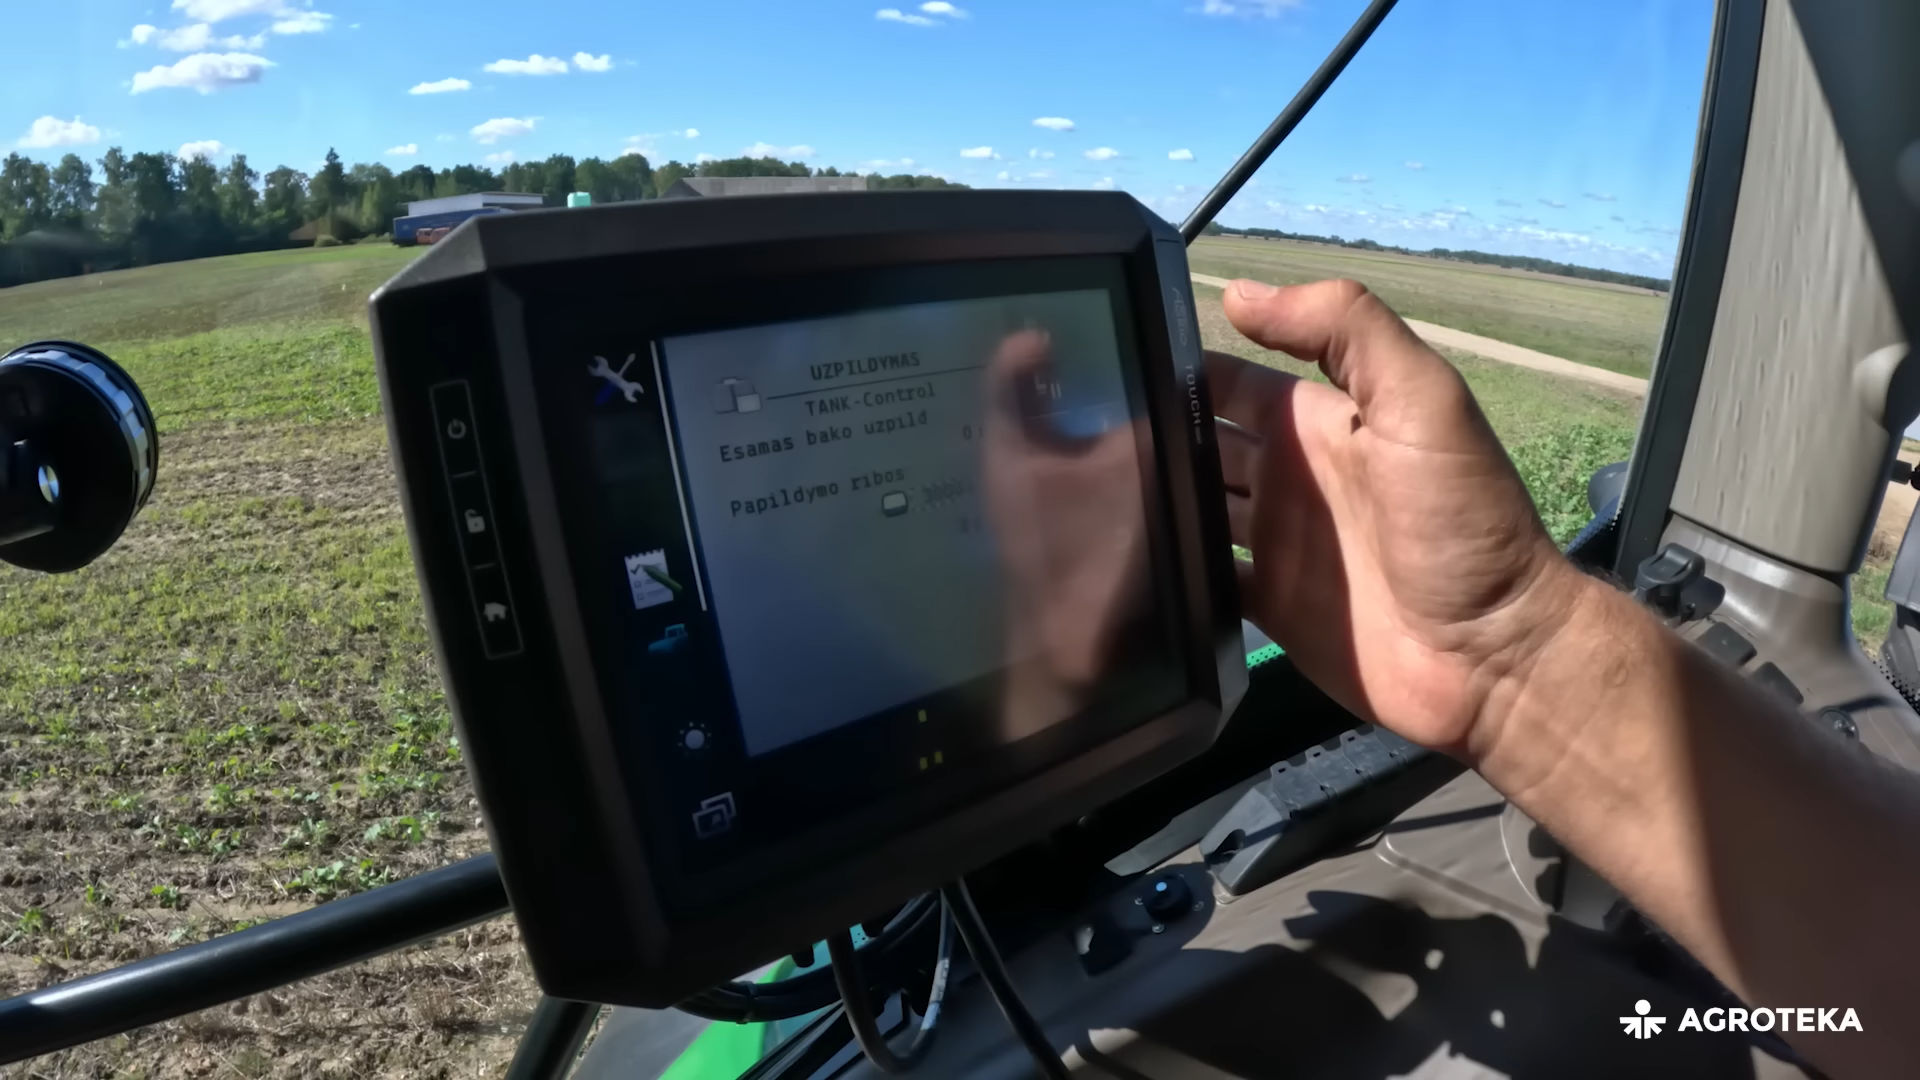 UZPILDYMAS
TANK-Control
Esamas bako uzpild
Papildymo ribos
TOUCH
AGROTEKA